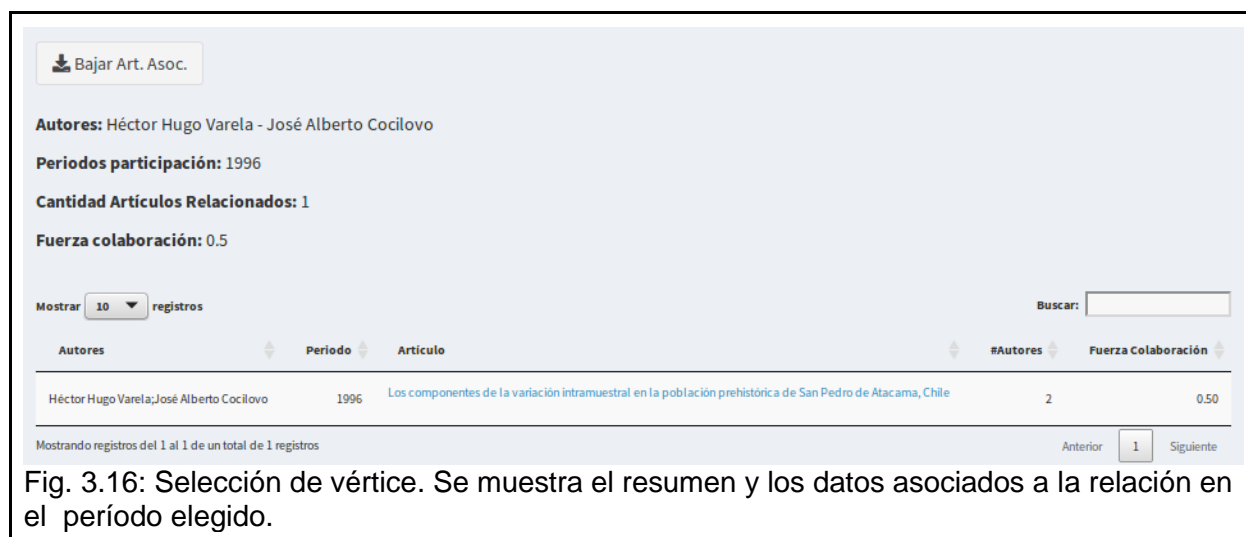 Bajar Art. Asoc.
Autores: Héctor Hugo Varela - José Alberto Cocilovo
Periodos participación: 1996
Cantidad Artículos Relacionados: 1
Fuerza colaboración: 0.5
Mostrar 10 registros Buscar:
Autores Periodo Artículo #Autores Fuerza Colaboración
Héctor Hugo Varela;José Alberto Cocilovo 1996 Los componentes de la variación intramuestral en la población prehistórica de San Pedro de Atacama, Chile 2 0.50
Mostrando registros del 1 al 1 de un total de 1 registros Anterior 1 Siguiente
Fig. 3.16: Selección de vértice. Se muestra el resumen y los datos asociados a la relación en
el período elegido.